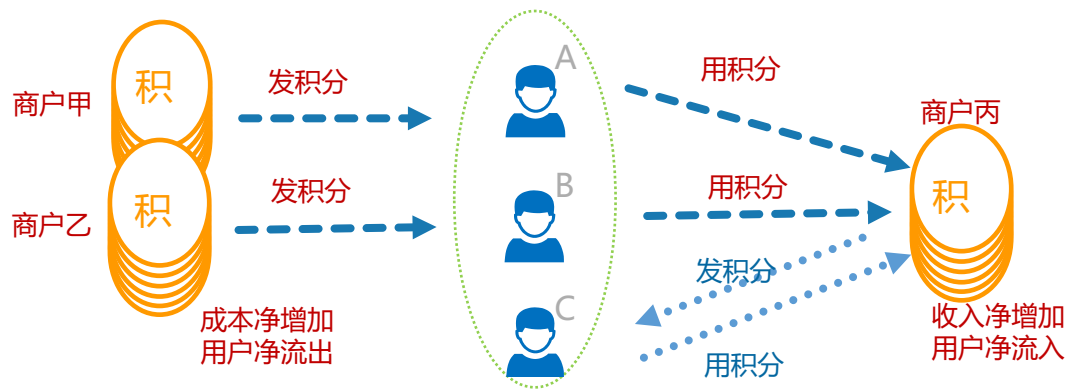 商户甲
积
发积分
A
用积分
商户丙
商户乙
积
发积分
B
用积分
积
发积分
C
用积分
成本净增加
用户净流出
收入净增加
用户净流入